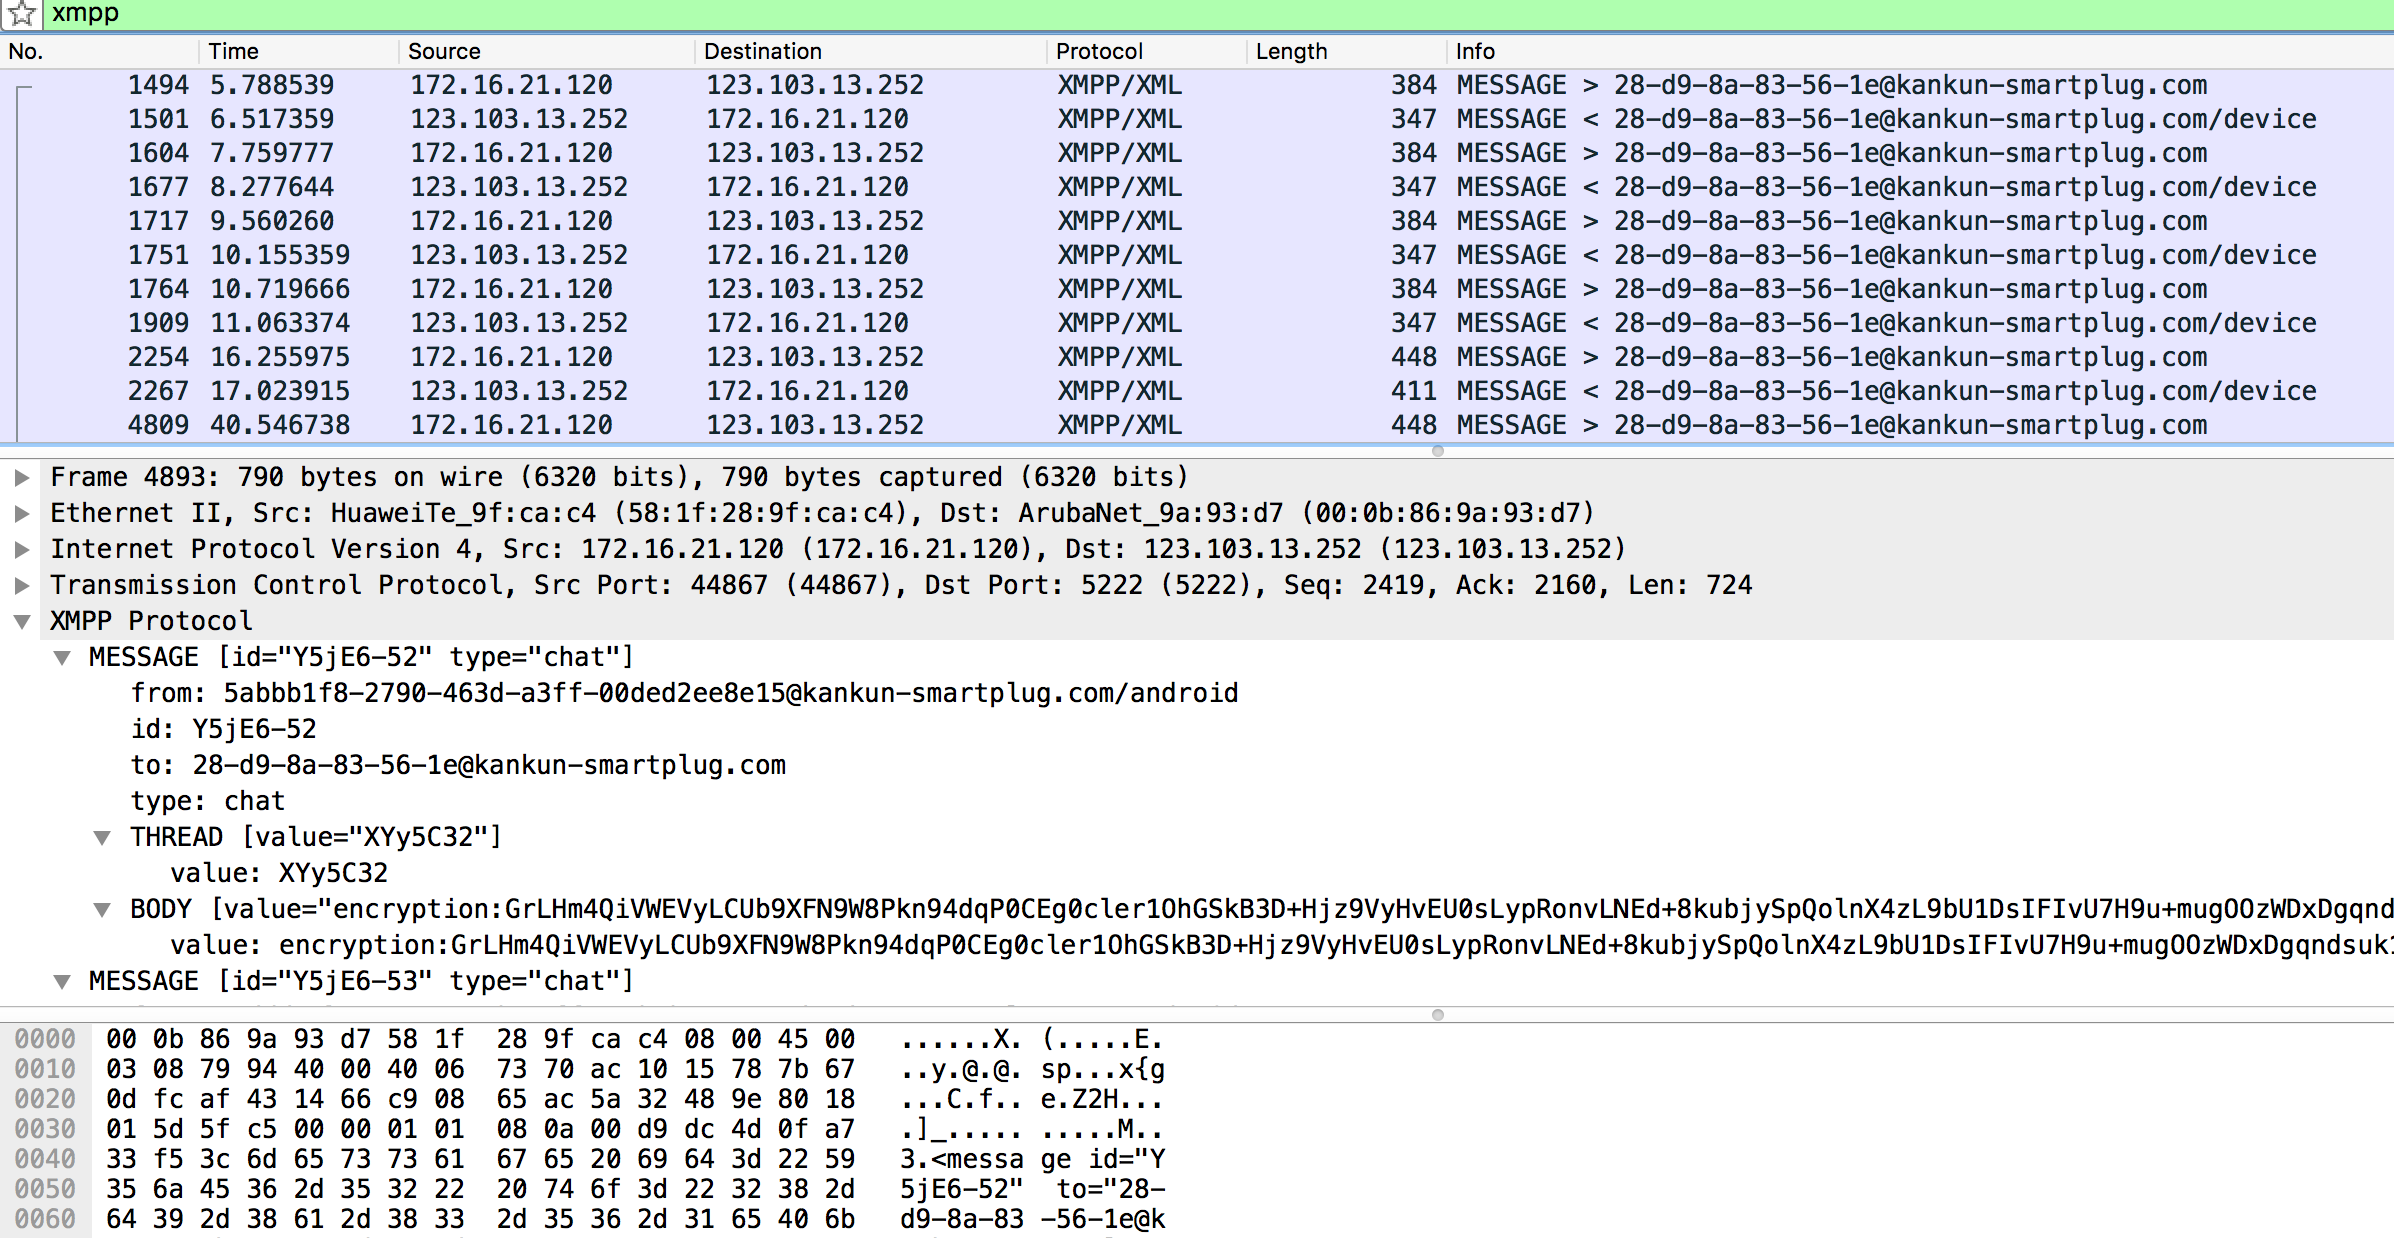 xmpp
No. Time Source Destination Protocol Length Info
1494 5.788539 172.16.21.120 123.103.13.252 XMPP/XML 384 MESSAGE > 28-d9-8a-83-56-1e@kankun-smartplug.com
1501 6.517359 123.103.13.252 172.16.21.120 XMPP/XML 347 MESSAGE < 28-d9-8a-83-56-1e@kankun-smartplug.com/device
1604 7.759777 172.16.21.120 123.103.13.252 XMPP/XML 384 MESSAGE > 28-d9-8a-83-56-1e@kankun-smartplug.com
1677 8.277644 123.103.13.252 172.16.21.120 XMPP/XML 347 MESSAGE < 28-d9-8a-83-56-1e@kankun-smartplug.com/device
1717 9.560260 172.16.21.120 123.103.13.252 XMPP/XML 384 MESSAGE > 28-d9-8a-83-56-1e@kankun-smartplug.com
1751 10.155359 123.103.13.252 172.16.21.120 XMPP/XML 347 MESSAGE < 28-d9-8a-83-56-1e@kankun-smartplug.com/device
1764 10.719666 172.16.21.120 123.103.13.252 XMPP/XML 384 MESSAGE > 28-d9-8a-83-56-1e@kankun-smartplug.com
1909 11.063374 123.103.13.252 172.16.21.120 XMPP/XML 347 MESSAGE < 28-d9-8a-83-56-1e@kankun-smartplug.com/device
2254 16.255975 172.16.21.120 123.103.13.252 XMPP/XML 448 MESSAGE > 28-d9-8a-83-56-1e@kankun-smartplug.com
2267 17.023915 123.103.13.252 172.16.21.120 XMPP/XML 411 MESSAGE < 28-d9-8a-83-56-1e@kankun-smartplug.com/device
4809 40.546738 172.16.21.120 123.103.13.252 XMPP/XML 448 MESSAGE > 28-d9-8a-83-56-1e@kankun-smartplug.com
Frame 4893: 790 bytes on wire (6320 bits), 790 bytes captured (6320 bits)
Ethernet II, Src: HuaweiTe_9f:ca:c4 (58:1f:28:9f:ca:c4), Dst: ArubaNet_9a:93:d7 (00:0b:86:9a:93:d7)
Internet Protocol Version 4, Src: 172.16.21.120 (172.16.21.120), Dst: 123.103.13.252 (123.103.13.252)
Transmission Control Protocol, Src Port: 44867 (44867), Dst Port: 5222 (5222), Seq: 2419, Ack: 2160, Len: 724
XMPP Protocol
MESSAGE [id="Y5jE6-52" type="chat"]
from: 5abbb1f8-2790-463d-a3ff-00ded2ee8e15@kankun-smartplug.com/android
id: Y5jE6-52
to: 28-d9-8a-83-56-1e@kankun-smartplug.com
type: chat
THREAD [value="XYy5C32"]
value: XYy5C32
BODY [value="encryption:GrLHm4QiVWEVyLCUb9XFN9W8Pkn94dqP0CEg0cler1OhGSkB3D+Hjz9VyHvEU0sLypRonvLNEd+8kubjySpQolnX4zL9bU1DsIFIvU7H9u+mugOOzWDxDgqnd
value: encryption:GrLHm4QiVWEVyLCUb9XFN9W8Pkn94dqP0CEg0cler1OhGSkB3D+Hjz9VyHvEU0sLypRonvLNEd+8kubjySpQolnX4zL9bU1DsIFIvU7H9u+mugOOzWDxDgqndsuk1
MESSAGE [id="Y5jE6-53" type="chat"]
0000 00 0b 86 9a 93 d7 58 1f 28 9f ca c4 08 00 45 00 ......X. (.....E.
0010 03 08 79 94 40 00 40 06 73 70 ac 10 15 78 7b 67 ..y.@.@. sp...x{g
0020 0d fc af 43 14 66 c9 08 65 ac 5a 32 48 9e 80 18 ...C.f.. e.Z2H...
0030 01 5d 5f c5 00 00 01 01 08 0a 00 d9 dc 4d 0f a7 .]_..... .....M..
0040 33 f5 3c 6d 65 73 73 61 67 65 20 69 64 3d 22 59 3.<messa ge id="Y
0050 35 6a 45 36 2d 35 32 22 20 74 6f 3d 22 32 38 2d 5jE6-52" to="28-
0060 64 39 2d 38 61 2d 38 33 2d 35 36 2d 31 65 40 6b d9-8a-83 -56-1e@k